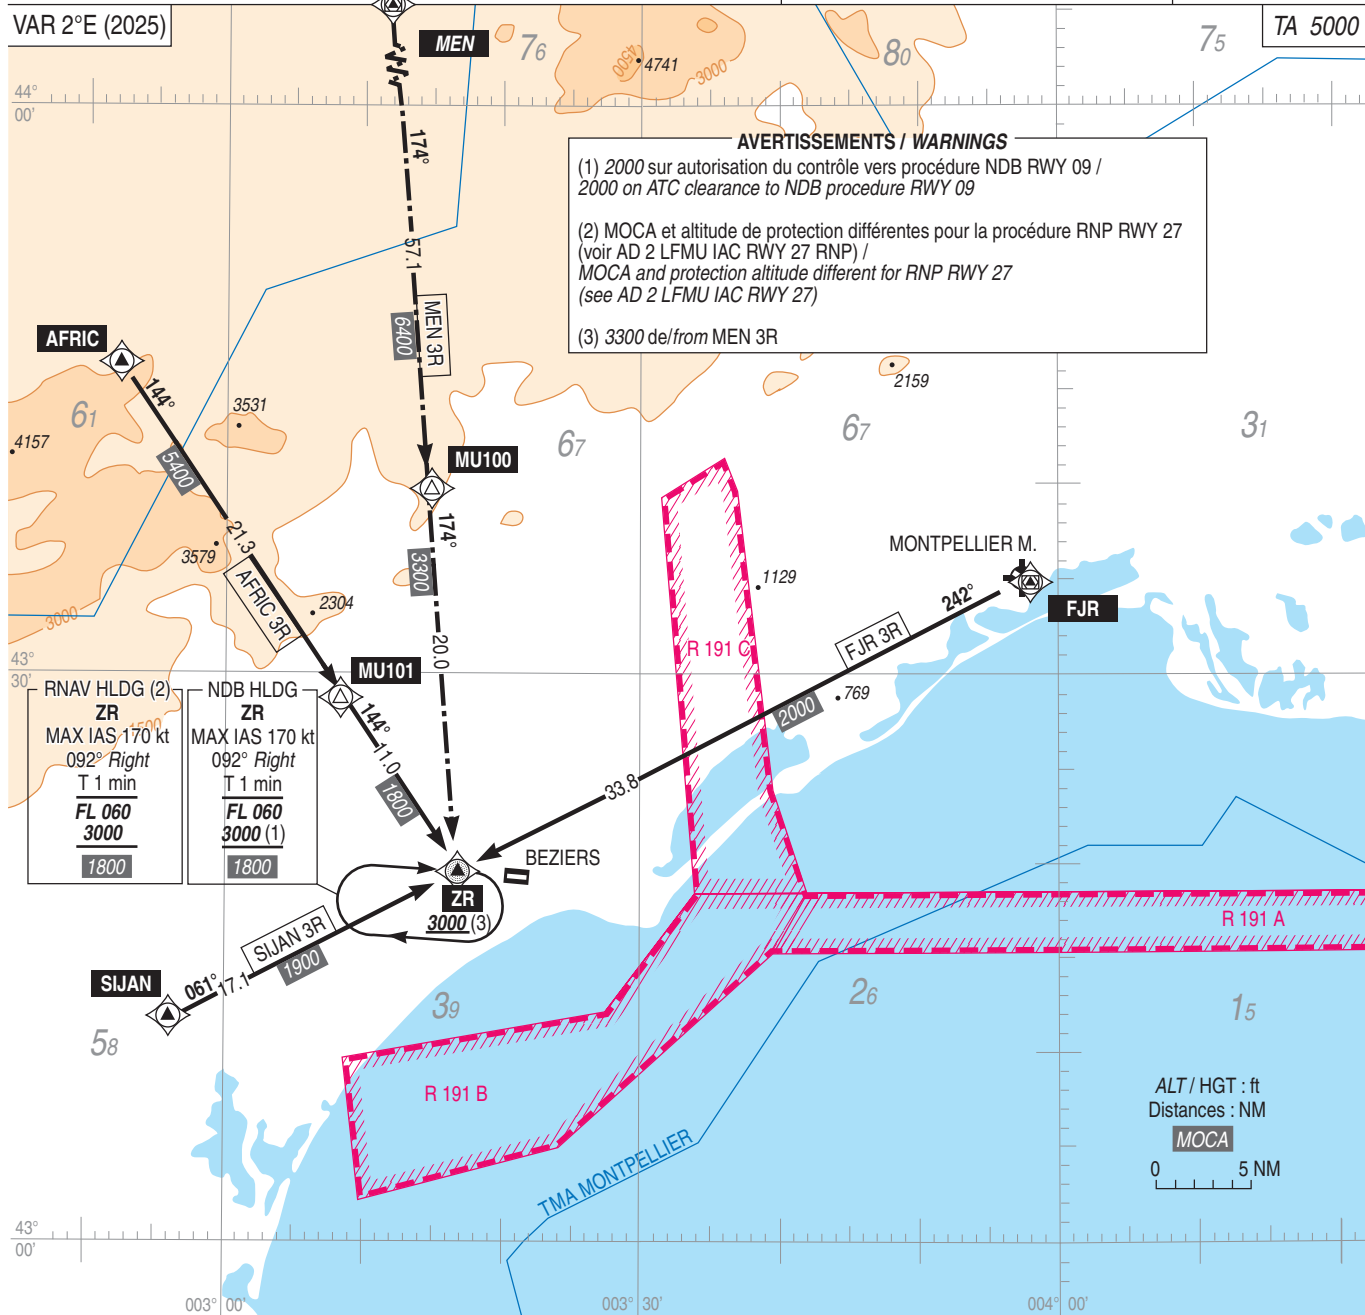 VAR 2°E (2025)
MEN
76
4741
(4500)
3000
80
75
TA 5000
44°
00'
174°
AVERTISSEMENTS / WARNINGS
(1) 2000 sur autorisation du contrôle vers procédure NDB RWY 09 /
2000 on ATC clearance to NDB procedure RWY 09
(2) MOCA et altitude de protection différentes pour la procédure RNP RWY 27
(voir AD 2 LFMU IAC RWY 27 RNP) /
MOCA and protection altitude different for RNP RWY 27
(see AD 2 LFMU IAC RWY 27)
(3) 3300 de/from MEN 3R
57.1
6400
MEN 3R
AFRIC
144°
61
3531
4157
5400
2159
67
67
31
MU100
174°
21.3
3579
3300
AFRIC 3R
2304
3000
20.0
1129
MONTPELLIER M.
242°
FJR
FJR 3R
R 191 C
43°
30'
MU101
769
2000
RNAV HLDG (2)
ZR
MAX IAS 170 kt
092° Right
T 1 min
FL 060
3000
1800
NDB HLDG
ZR
MAX IAS 170 kt
092° Right
T 1 min
FL 060
3000 (1)
1800
1500
144°
11.0
1800
33.8
BEZIERS
ZR
3000 (3)
SIJAN 3R
1900
SIJAN
061°
17.1
R 191 A
58
39
26
15
R 191 B
TMA MONTPELLIER
ALT / HGT : ft
Distances : NM
MOCA
0 5 NM
43°
00'
003° 00'
003° 30'
004° 00'